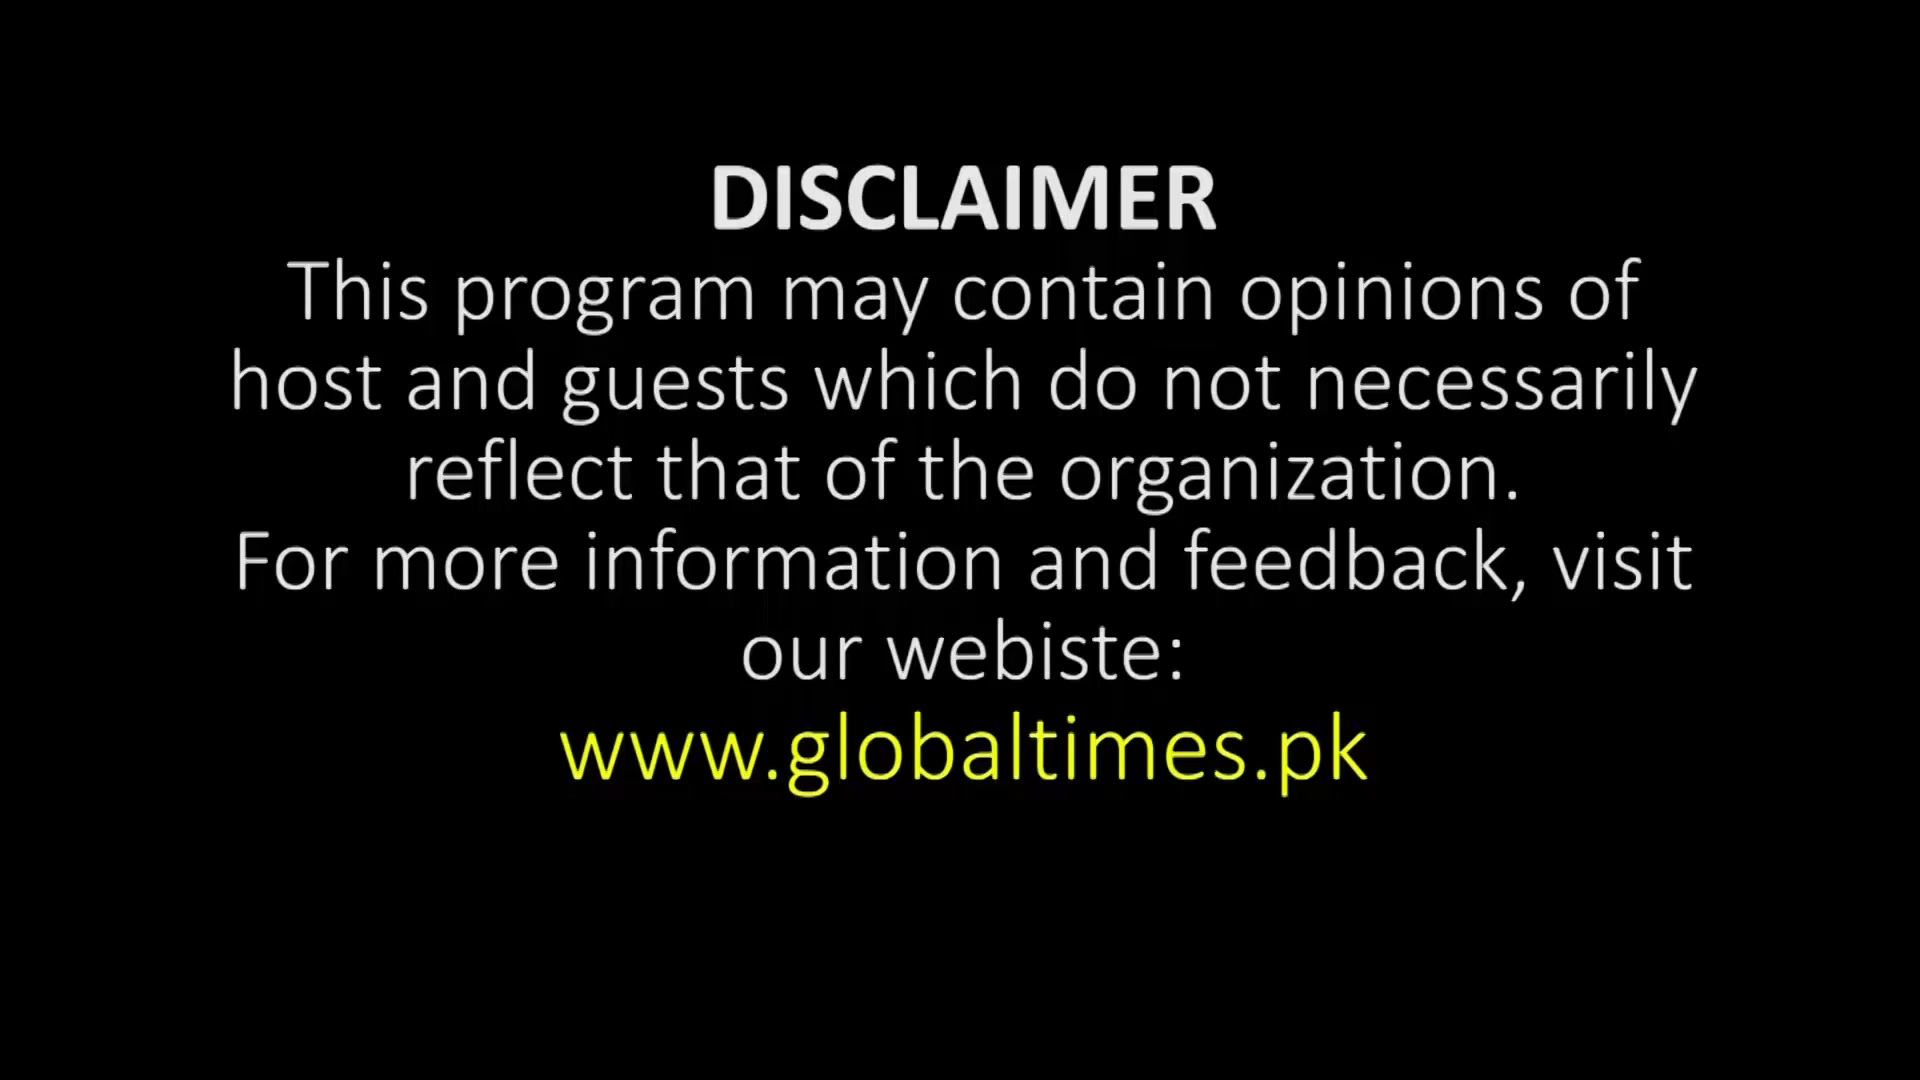 DISCLAIMER
This program may contain opinions of
host and guests which do not necessarily
reflect that of the organization.
For more information and feedback, visit
our webiste:
www.globaltimes.pk